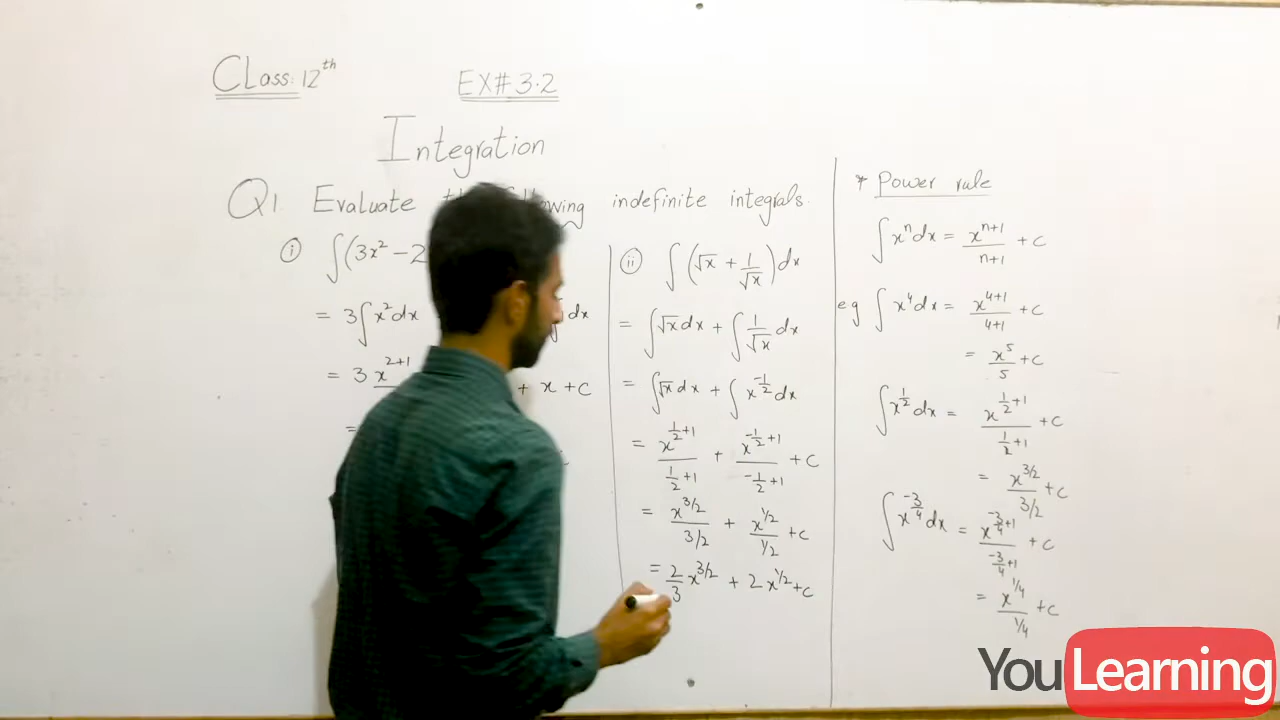 CLass: 12th
EX# 3.2
Integration
Q1 Evaluate following indefinite integrals.
i ∫(3x² - 2
= 3∫x²dx dx
= 3 x^(2+1) + x + c
=
ii ∫(√x + 1/√x)dx
= ∫√x dx + ∫1/√x dx
= ∫√x dx + ∫x^(-1/2) dx
= x^(1/2+1)/(1/2+1) + x^(-1/2+1)/(-1/2+1) + c
= x^(3/2)/(3/2) + x^(1/2)/(1/2) + c
= 2/3 x^(3/2) + 2x^(1/2) + c
* Power rule
∫xⁿdx = x^(n+1)/(n+1) + c
eg ∫x⁴dx = x^(4+1)/(4+1) + c
= x⁵/5 + c
∫x^(1/2)dx = x^(1/2+1)/(1/2+1) + c
= x^(3/2)/(3/2) + c
∫x^(-3/4)dx = x^(-3/4+1)/(-3/4+1) + c
= x^(1/4)/(1/4) + c
YouLearning